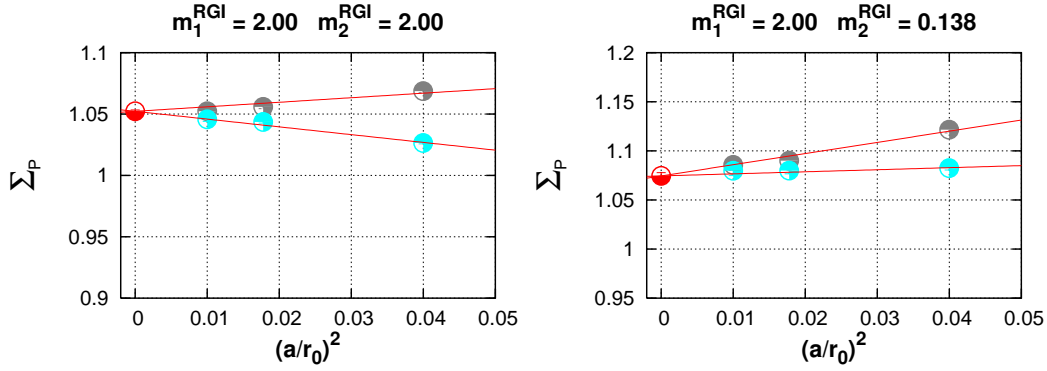 m₁ᴿᴳᴵ = 2.00 m₂ᴿᴳᴵ = 2.00
1.1
1.05
1
0.95
0.9
Σ_P
0 0.01 0.02 0.03 0.04 0.05
(a/r₀)²
m₁ᴿᴳᴵ = 2.00 m₂ᴿᴳᴵ = 0.138
1.2
1.15
1.1
1.05
1
0.95
Σ_P
0 0.01 0.02 0.03 0.04 0.05
(a/r₀)²